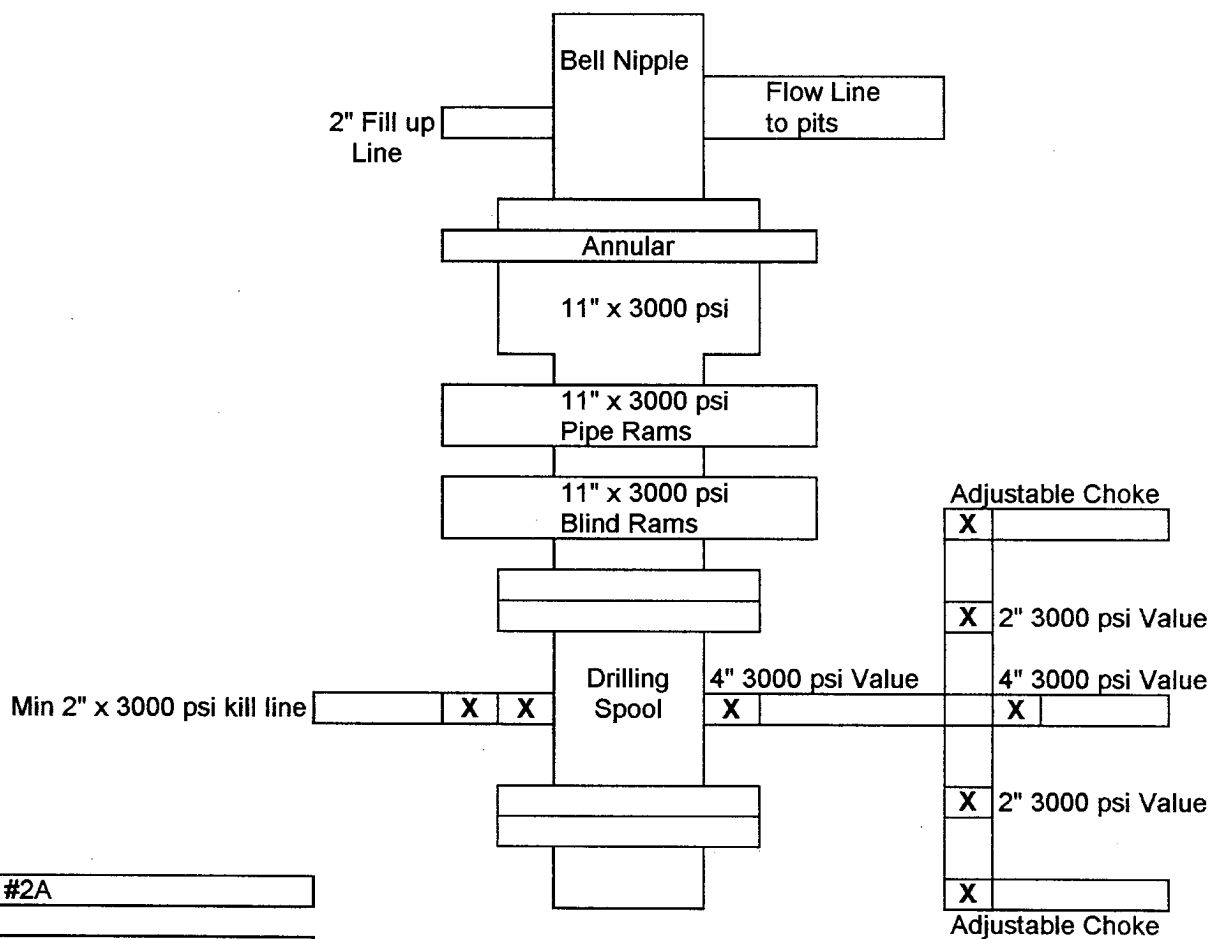 Bell Nipple
Flow Line
to pits
2" Fill up
Line
Annular
11" x 3000 psi
11" x 3000 psi
Pipe Rams
11" x 3000 psi
Blind Rams
Adjustable Choke
X
X 2" 3000 psi Value
Min 2" x 3000 psi kill line X X
Drilling
Spool
4" 3000 psi Value
X
4" 3000 psi Value
X
X 2" 3000 psi Value
X
Adjustable Choke
#2A